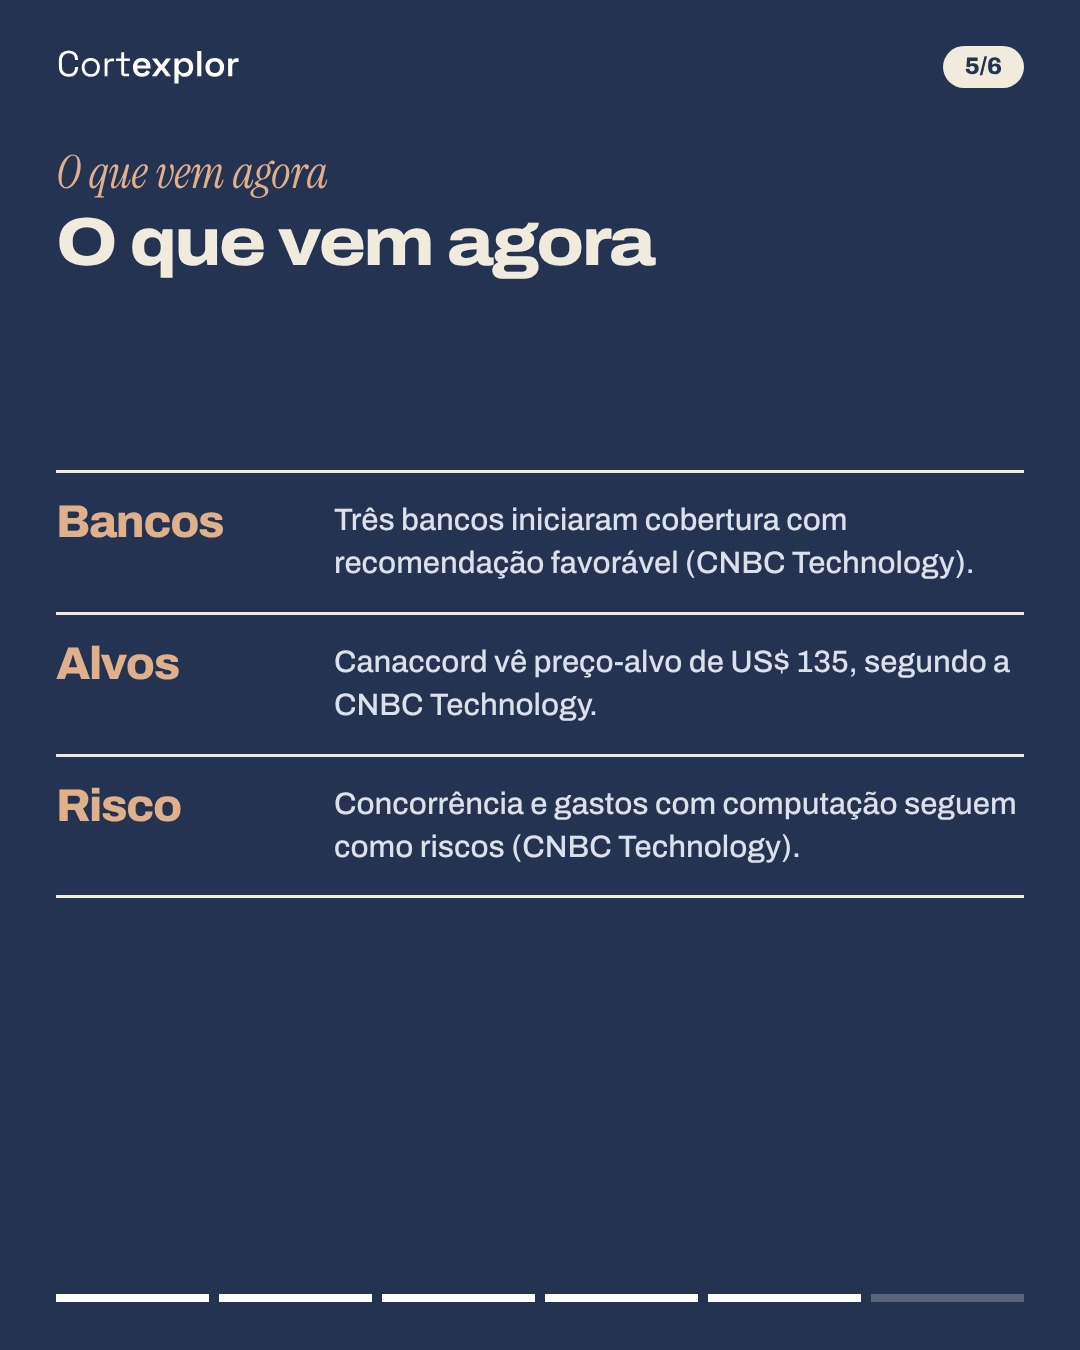 Cortexplor
5/6
O que vem agora
O que vem agora
Bancos
Três bancos iniciaram cobertura com
recomendação favorável (CNBC Technology).
Alvos
Canaccord vê preço-alvo de US$ 135, segundo a
CNBC Technology.
Risco
Concorrência e gastos com computação seguem
como riscos (CNBC Technology).